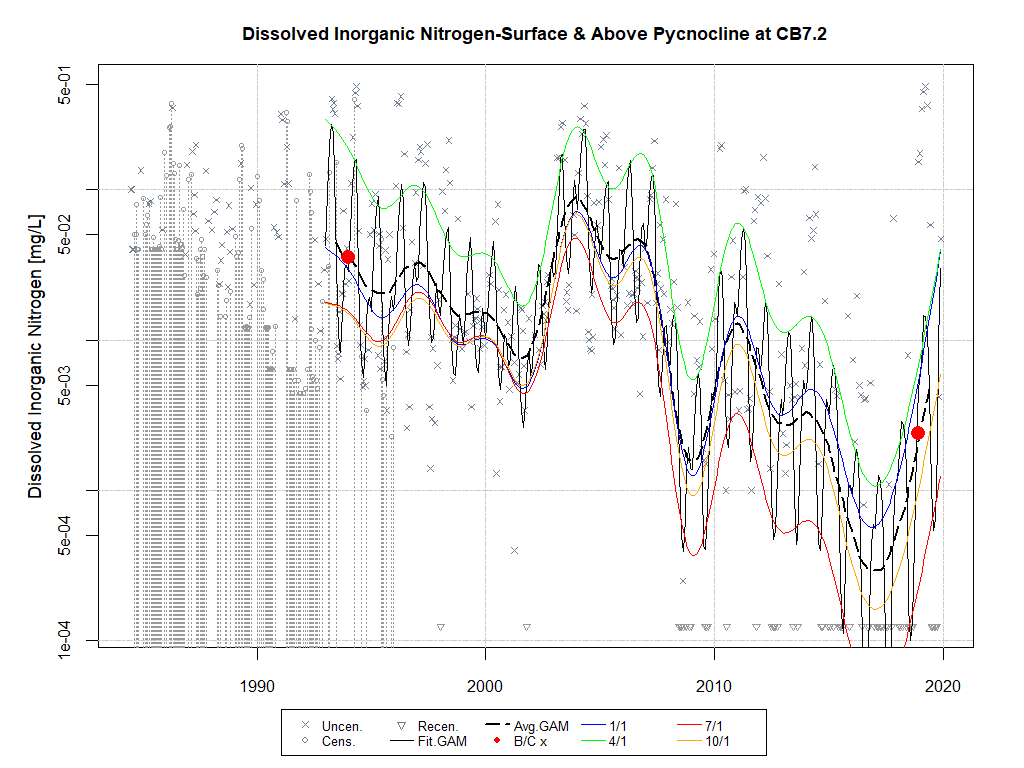 Dissolved Inorganic Nitrogen-Surface & Above Pycnocline at CB7.2
Dissolved Inorganic Nitrogen [mg/L]
5e-01
5e-02
5e-03
5e-04
1e-04
1990 2000 2010 2020
Uncen. Recen. Avg.GAM 1/1 7/1
Cens. Fit.GAM B/C x 4/1 10/1